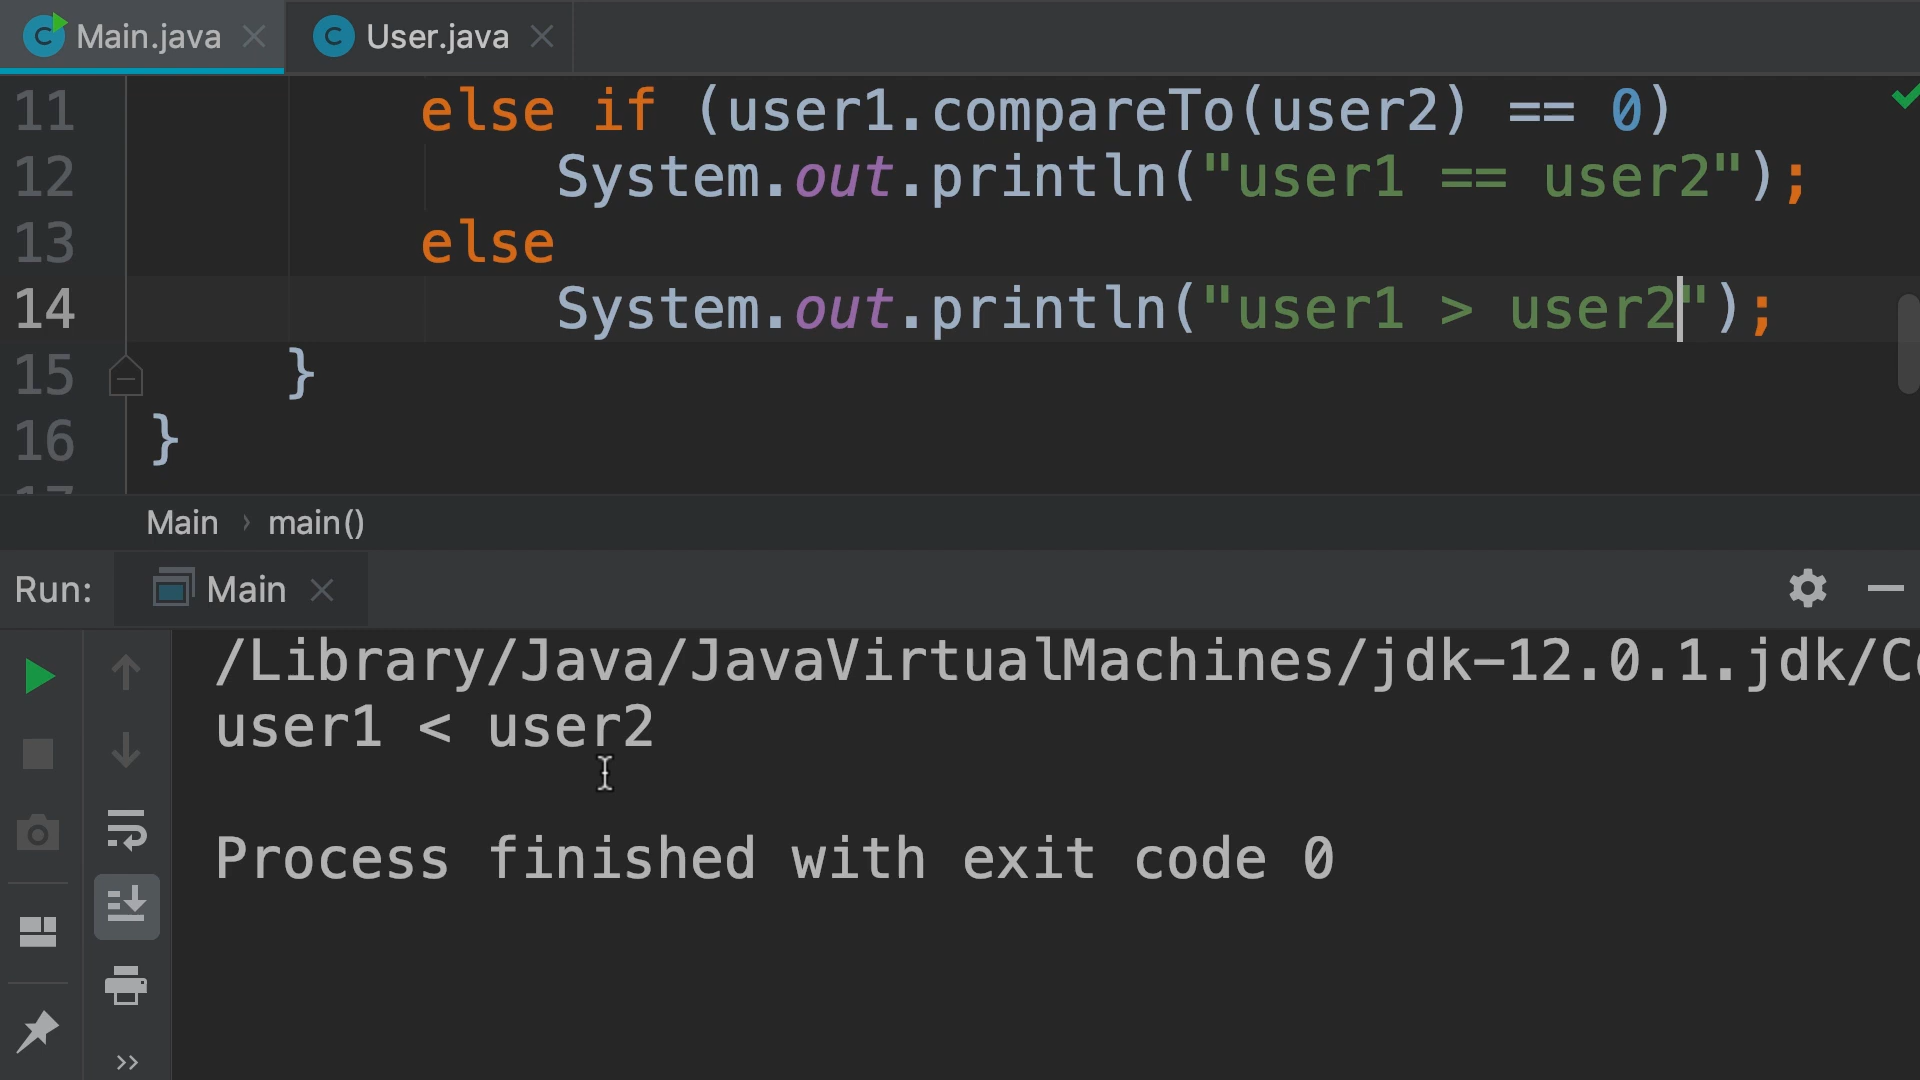 Main.java
User.java
11 else if (user1.compareTo(user2) == 0)
12 System.out.println("user1 == user2");
13 else
14 System.out.println("user1 > user2");
15 }
16 }
Main › main()
Run: Main
/Library/Java/JavaVirtualMachines/jdk-12.0.1.jdk/C
user1 < user2
Process finished with exit code 0